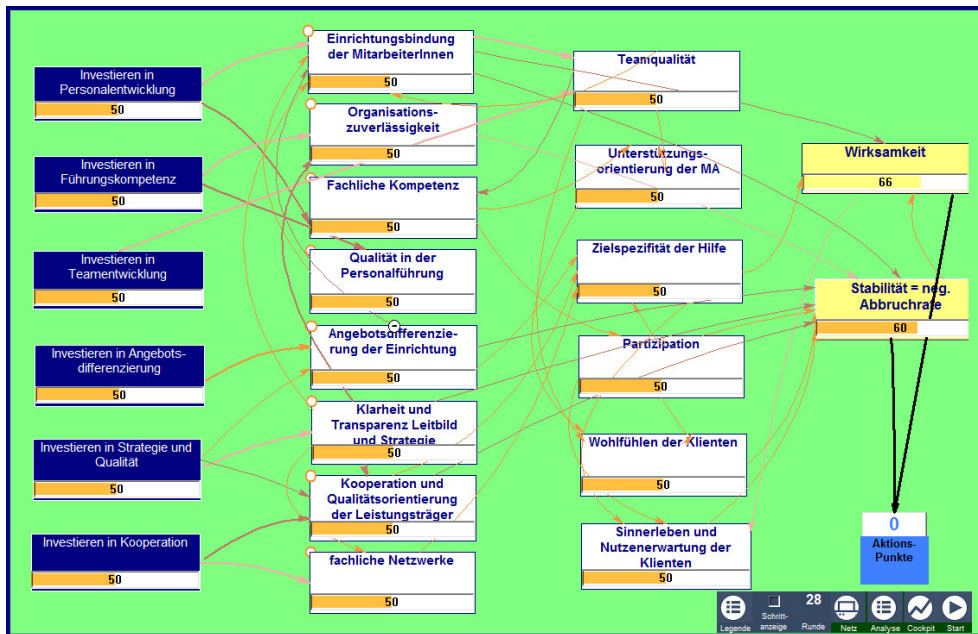 Investieren in
Personalentwicklung
50
Investieren in
Führungskompetenz
50
Investieren in
Teamentwicklung
50
Investieren in Angebots-
differenzierung
50
Investieren in Strategie und
Qualität
50
Investieren in Kooperation
50
Einrichtungsbindung
der MitarbeiterInnen
50
Organisations-
zuverlässigkeit
50
Fachliche Kompetenz
50
Qualität in der
Personalführung
50
Angebotsdifferenzie-
rung der Einrichtung
50
Klarheit und
Transparenz Leitbild
und Strategie
50
Kooperation und
Qualitätsorientierung
der Leistungsträger
50
fachliche Netzwerke
50
Teamqualität
50
Unterstützungs-
orientierung der MA
50
Zielspezifität der Hilfe
50
Partizipation
50
Wohlfühlen der Klienten
50
Sinnerleben und
Nutzenerwartung der
Klienten
50
Wirksamkeit
66
Stabilität = neg.
Abbruchrate
60
0
Aktions-
Punkte
Legende
Schritt-
anzeige
28
Runde
Netz
Analyse
Cockpit
Start